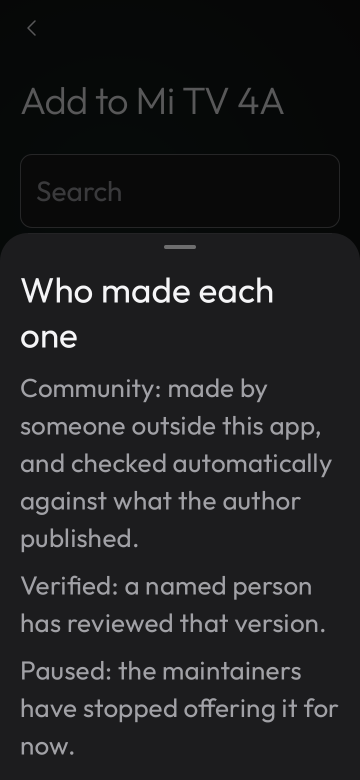 Add to Mi TV 4A
Search
Who made each
one
Community: made by
someone outside this app,
and checked automatically
against what the author
published.
Verified: a named person
has reviewed that version.
Paused: the maintainers
have stopped offering it for
now.